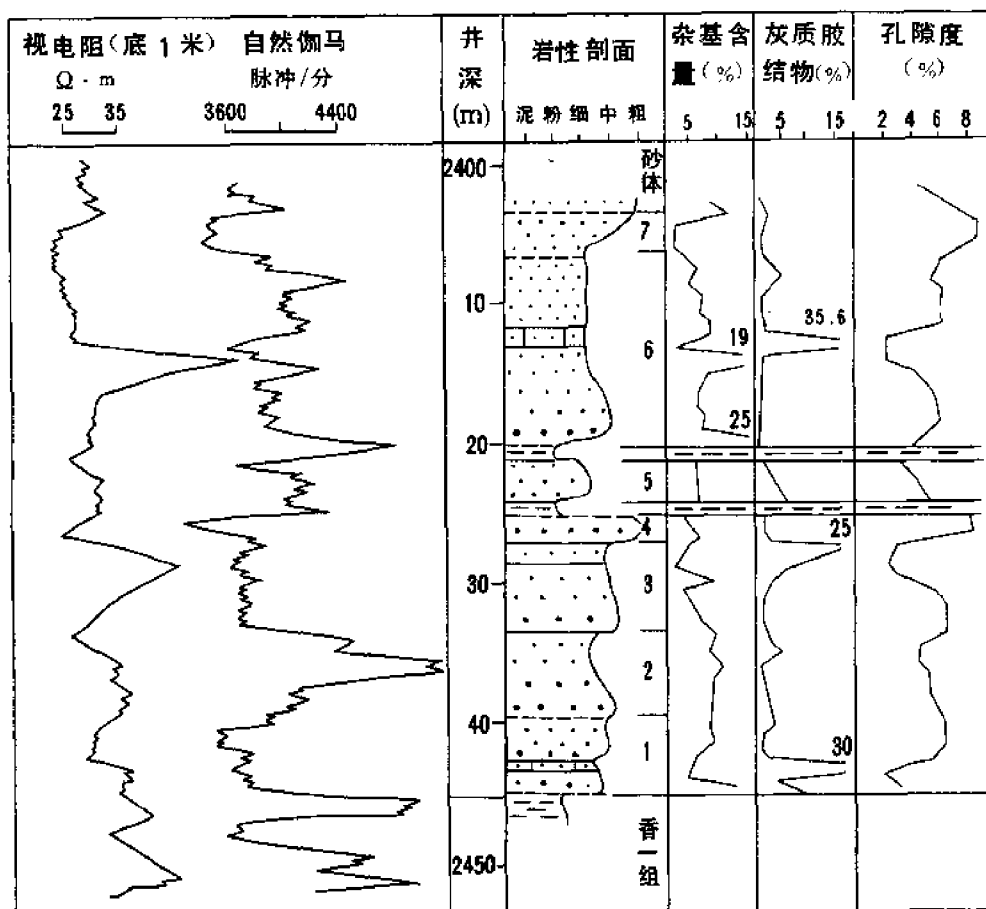 视电阻(底1米) 自然伽马 井深(m) 岩性剖面 杂基含量(%) 灰质胶结物(%) 孔隙度(%)
Ω·m 脉冲/分
25 35 3600 4400 泥粉细中粗 5 15 5 15 2 4 6 8
2400 砂体
7
10 35.6
6 19
25
20
5
4 25
30 3
2
40
1 30
香一组
2450